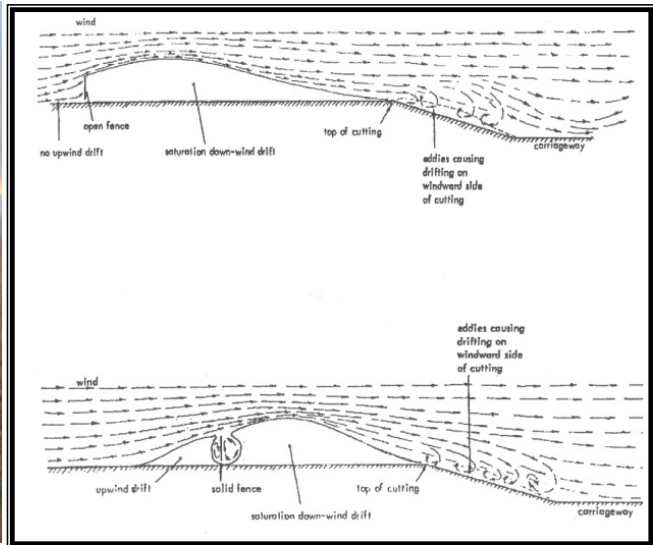 wind
open fence
top of cutting
no upwind drift
saturation down-wind drift
carriageway
eddies causing
drifting on
windward side
of cutting
eddies causing
drifting on
windward side
of cutting
wind
upwind drift
solid fence
top of cutting
saturation down-wind drift
carriageway